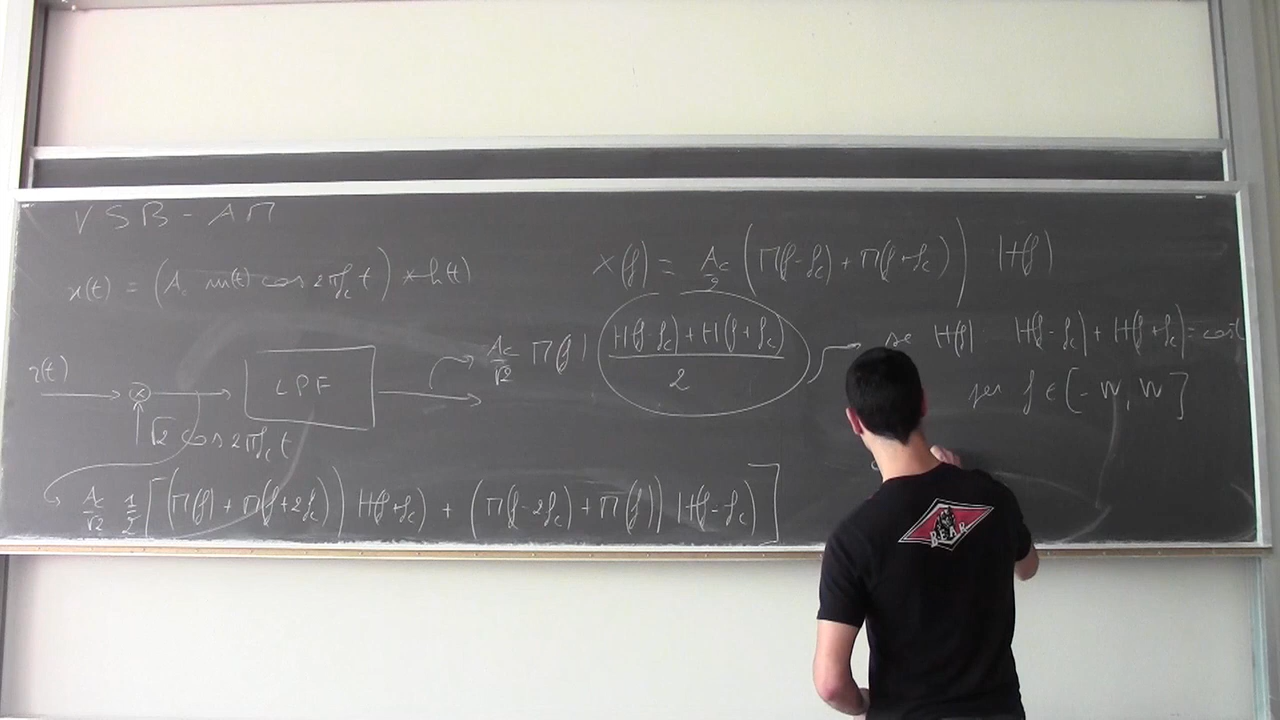 VSB-AM
x(t) = (A_c m(t) cos 2πf_c t) * h(t)
X(f) = A_c/2 (M(f-f_c) + M(f+f_c)) H(f)
r(t)
×
LPF
√2 cos 2πf_c t
A_c/√2 M(f) (H(f-f_c) + H(f+f_c))/2
se H(f) H(f-f_c) + H(f+f_c) = cost
per f ∈ [-W, W]
A_c/√2 1/2 [(M(f) + M(f+2f_c)) H(f+f_c) + (M(f-2f_c) + M(f)) H(f-f_c)]
BEAR